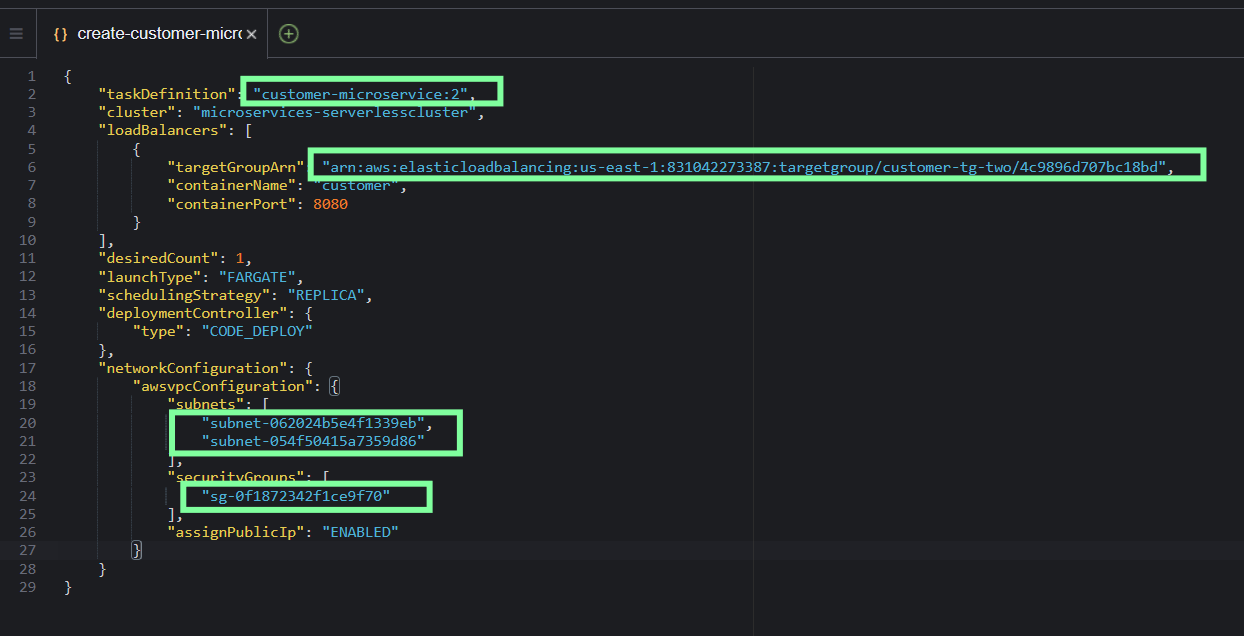 {} create-customer-micr
1 {
2 "taskDefinition": "customer-microservice:2",
3 "cluster": "microservices-serverlesscluster",
4 "loadBalancers": [
5 {
6 "targetGroupArn" "arn:aws:elasticloadbalancing:us-east-1:831042273387:targetgroup/customer-tg-two/4c9896d707bc18bd",
7 "containerName": "customer",
8 "containerPort": 8080
9 }
10 ],
11 "desiredCount": 1,
12 "launchType": "FARGATE",
13 "schedulingStrategy": "REPLICA",
14 "deploymentController": {
15 "type": "CODE_DEPLOY"
16 },
17 "networkConfiguration": {
18 "awsvpcConfiguration": {
19 "subnets": [
20 "subnet-062024b5e4f1339eb",
21 "subnet-054f50415a7359d86"
22 ],
23 "securityGroups": [
24 "sg-0f1872342f1ce9f70"
25 ],
26 "assignPublicIp": "ENABLED"
27 }
28 }
29 }